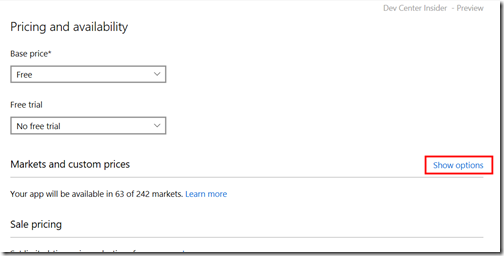 Dev Center Insider - Preview
Pricing and availability
Base price*
Free
Free trial
No free trial
Markets and custom prices
Show options
Your app will be available in 63 of 242 markets. Learn more
Sale pricing